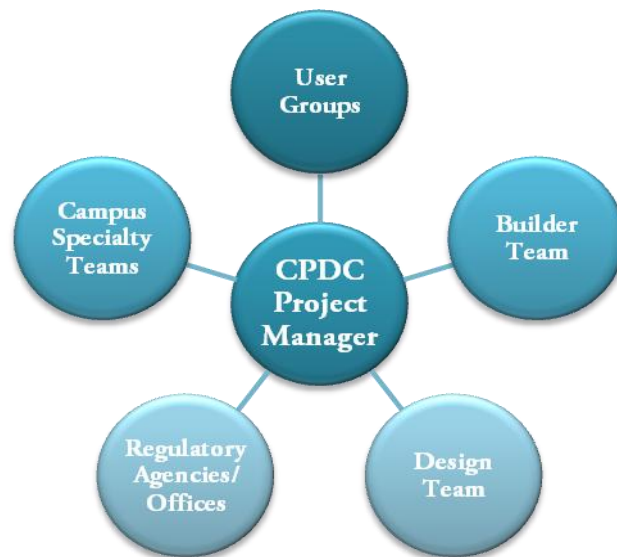 User
Groups
Campus
Specialty
Teams
Builder
Team
CPDC
Project
Manager
Regulatory
Agencies/
Offices
Design
Team